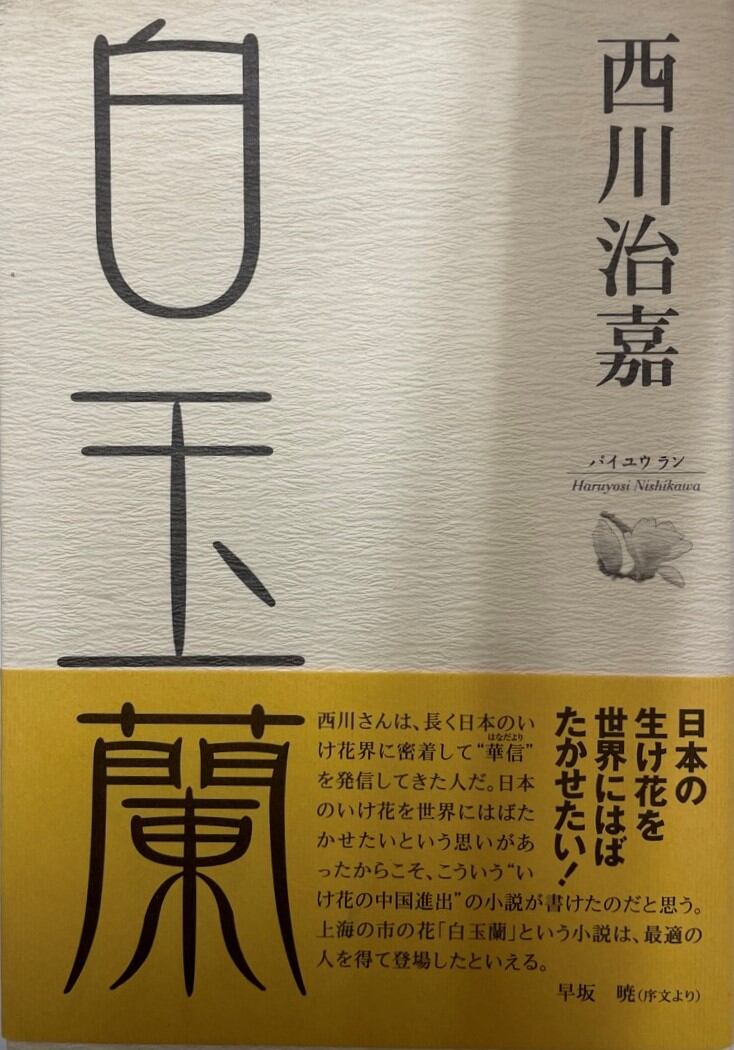 白玉蘭
西川治嘉
バイユウ ラン
Haruyosi Nishikawa
日本の
生け花を
世界にはば
たかせたい!
西川さんは、長く日本のい
はなだより
け花界に密着して“華信”
を発信してきた人だ。日本
のいけ花を世界にはばた
かせたいという思いがあ
ったからこそ、こういう“い
け花の中国進出”の小説が書けたのだと思う。
上海の市の花「白玉蘭」という小説は、最適の
人を得て登場したといえる。
早坂 暁(序文より)